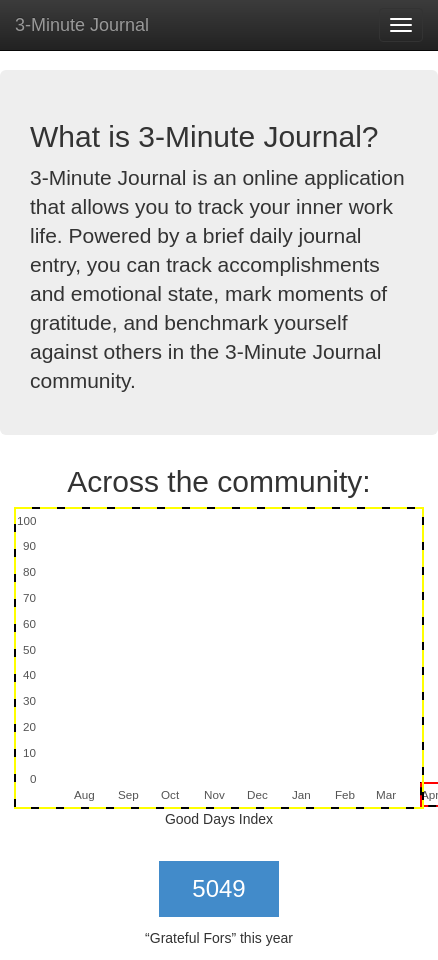 3-Minute Journal
What is 3-Minute Journal?
3-Minute Journal is an online application
that allows you to track your inner work
life. Powered by a brief daily journal
entry, you can track accomplishments
and emotional state, mark moments of
gratitude, and benchmark yourself
against others in the 3-Minute Journal
community.
Across the community:
100
90
80
70
60
50
40
30
20
10
0
Aug Sep Oct Nov Dec Jan Feb Mar Apr
Good Days Index
5049
“Grateful Fors” this year